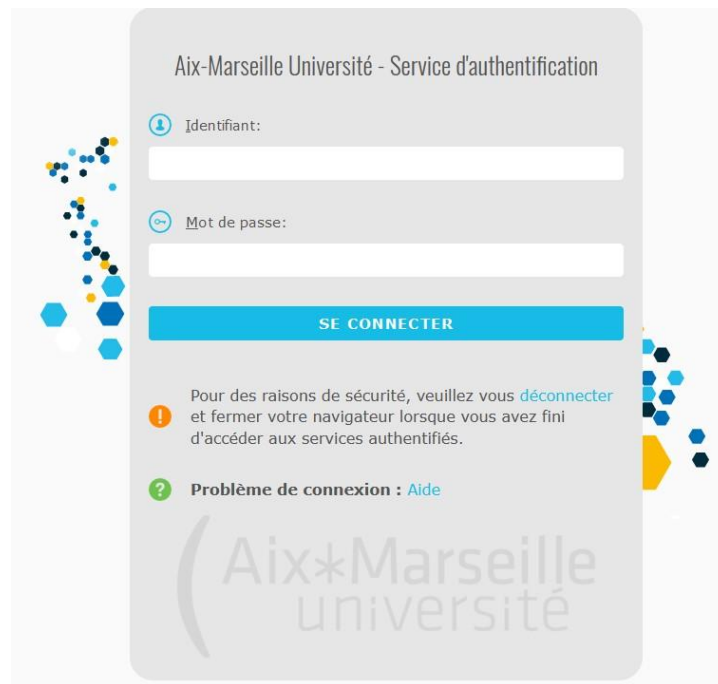 Aix-Marseille Université - Service d'authentification
Identifiant:
Mot de passe:
SE CONNECTER
Pour des raisons de sécurité, veuillez vous déconnecter
et fermer votre navigateur lorsque vous avez fini
d'accéder aux services authentifiés.
Problème de connexion : Aide
(Aix*Marseille
université